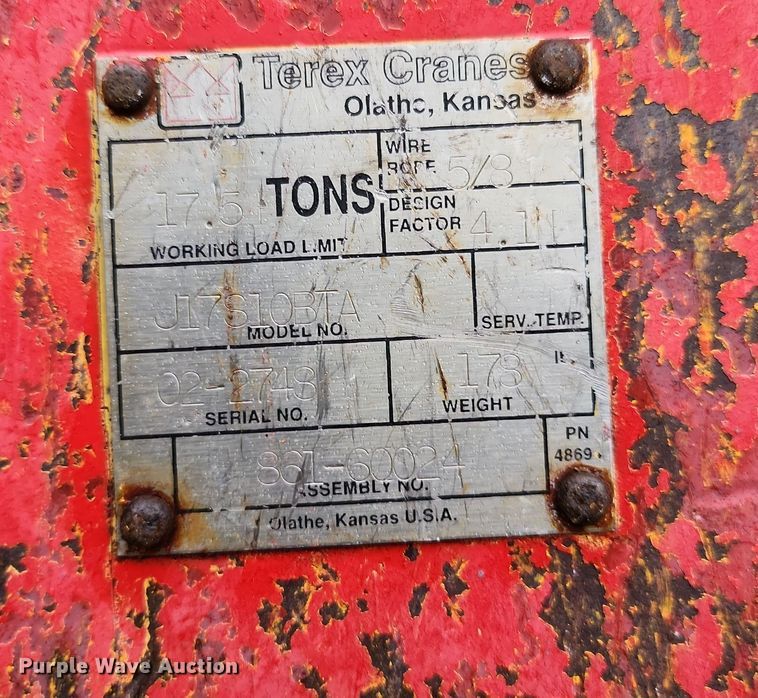 Terex Cranes
Olathe, Kansas
17.5 TONS
WORKING LOAD LIMIT
WIRE
ROPE 5/8
DESIGN
FACTOR 4.1
J17S10BTA
MODEL NO.
SERV. TEMP.
02-2748
SERIAL NO.
178
WEIGHT
861-60024
ASSEMBLY NO.
PN
4869
Olathe, Kansas U.S.A.
Purple Wave Auction